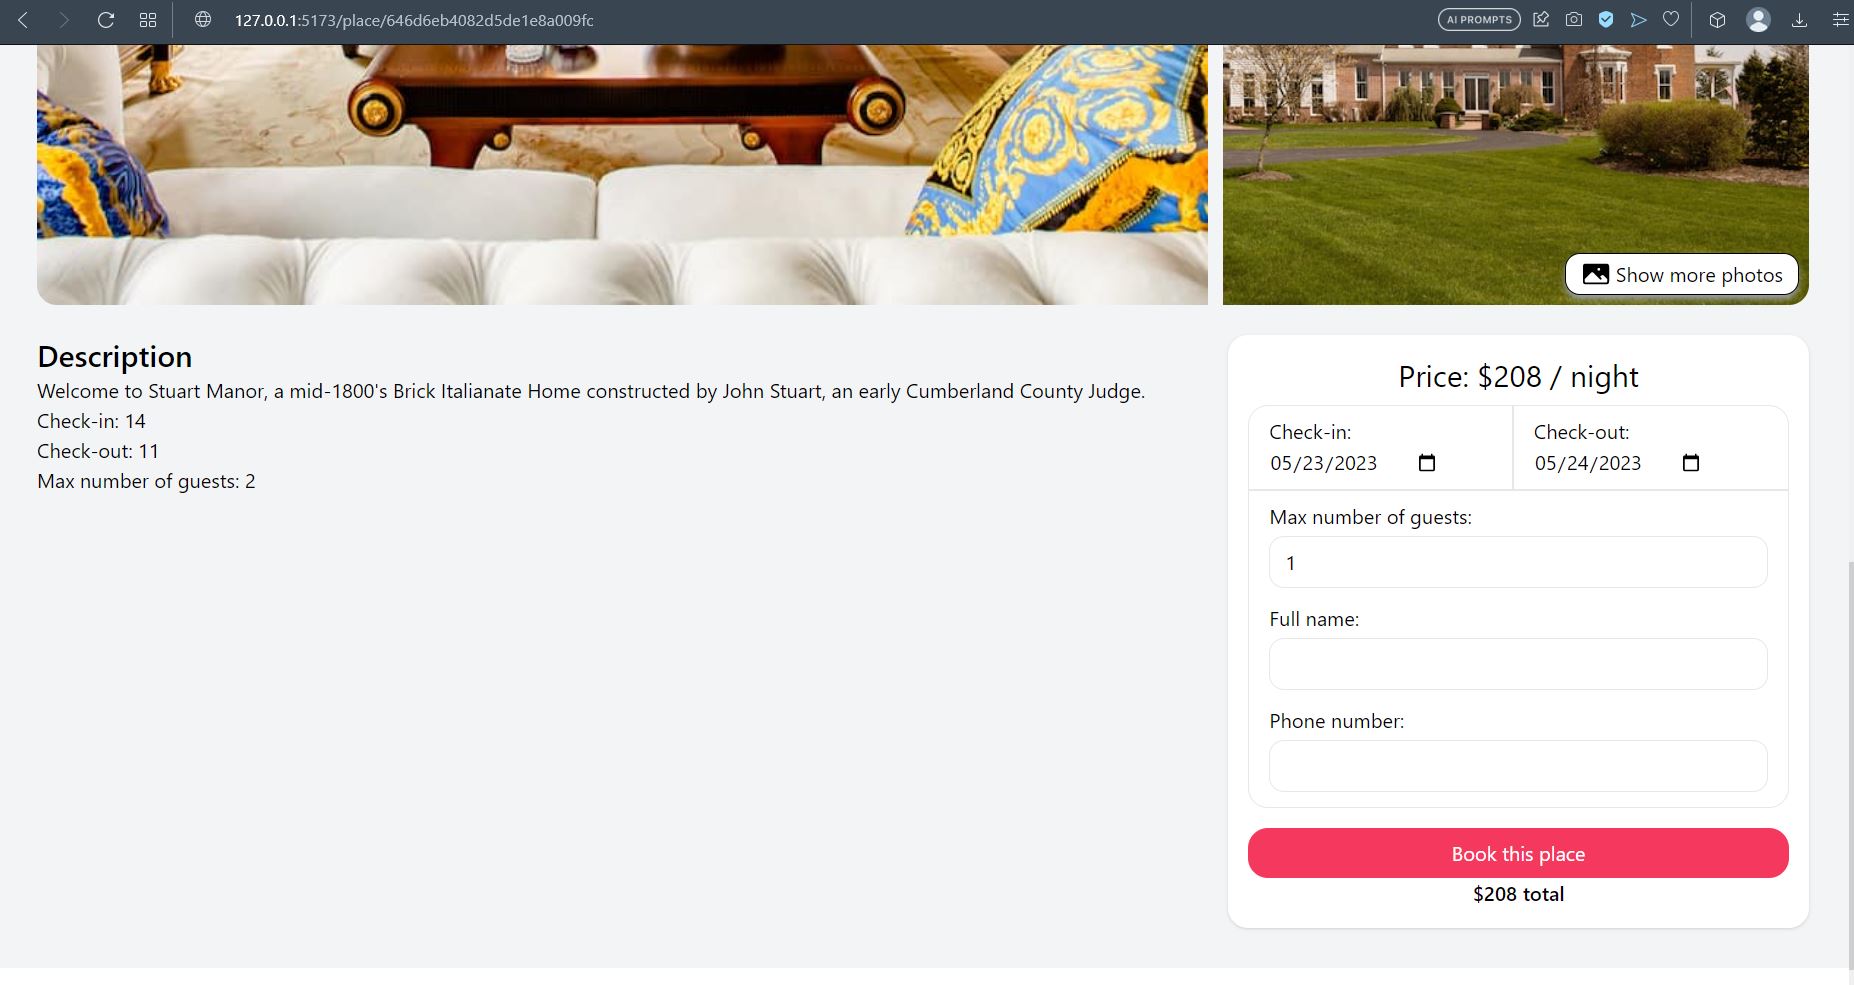 127.0.0.1:5173/place/646d6eb4082d5de1e8a009fc
AI PROMPTS
Show more photos
Description
Welcome to Stuart Manor, a mid-1800's Brick Italianate Home constructed by John Stuart, an early Cumberland County Judge.
Check-in: 14
Check-out: 11
Max number of guests: 2
Price: $208 / night
Check-in:
05/23/2023
Check-out:
05/24/2023
Max number of guests:
1
Full name:
Phone number:
Book this place
$208 total